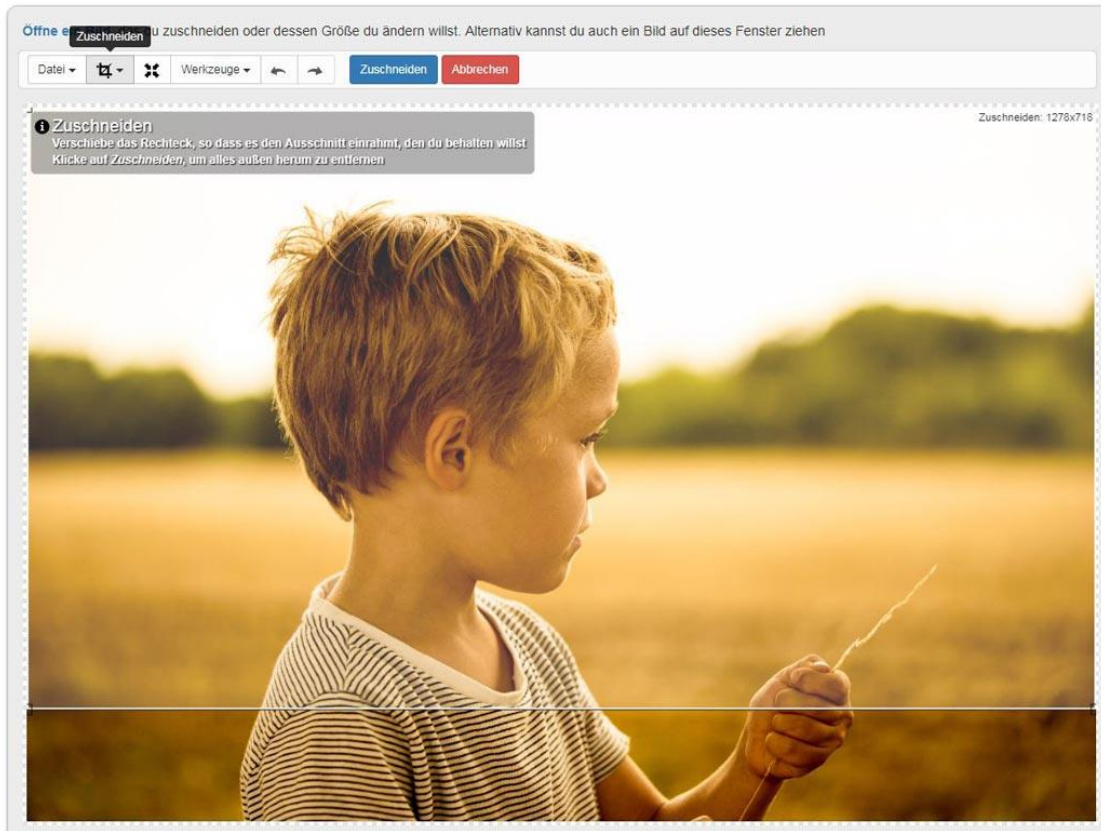 Öffne e u zuschneiden oder dessen Größe du ändern willst. Alternativ kannst du auch ein Bild auf dieses Fenster ziehen
Zuschneiden
Datei Werkzeuge Zuschneiden Abbrechen
Zuschneiden: 1278x718
Zuschneiden
Verschiebe das Rechteck, so dass es den Ausschnitt einrahmt, den du behalten willst
Klicke auf Zuschneiden, um alles außen herum zu entfernen